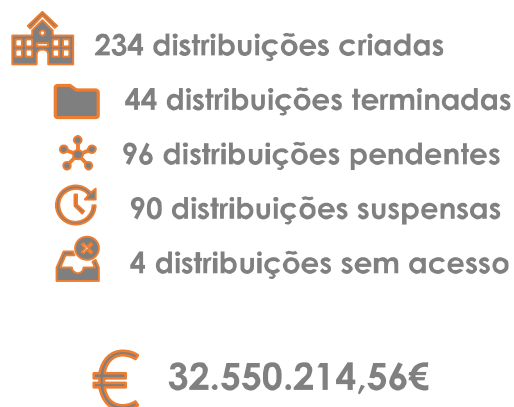 234 distribuições criadas
44 distribuições terminadas
96 distribuições pendentes
90 distribuições suspensas
4 distribuições sem acesso
32.550.214,56€